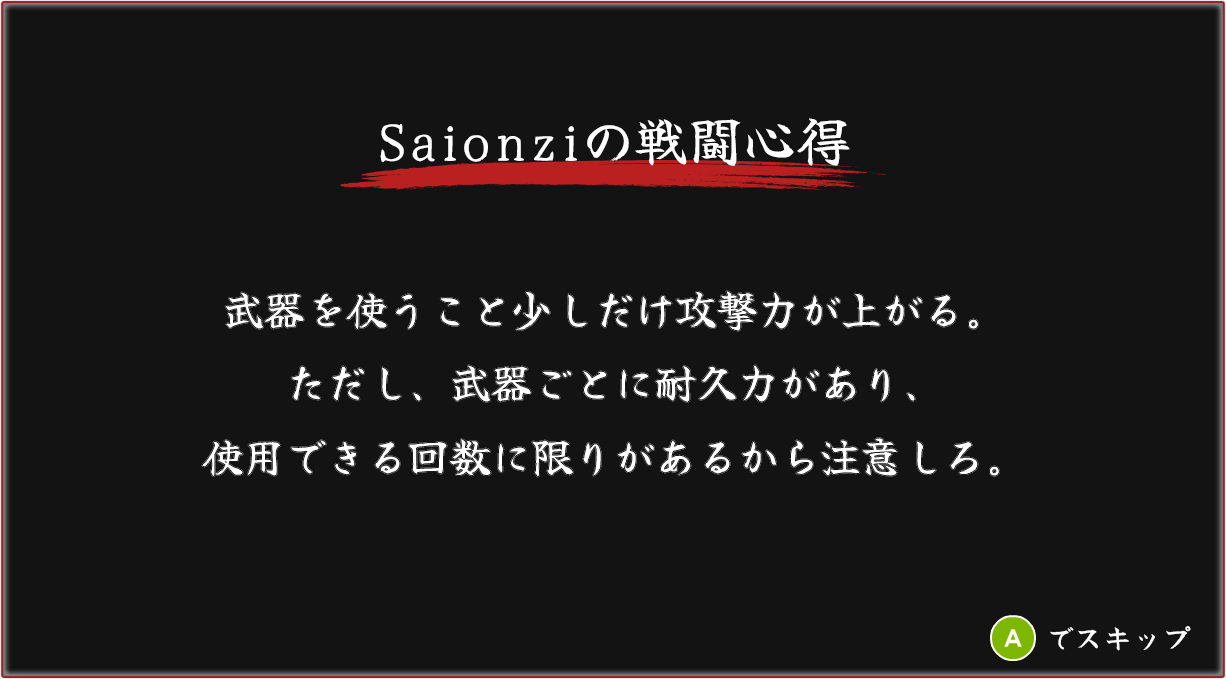 Saionziの戦闘心得
武器を使うこと少しだけ攻撃力が上がる。
ただし、武器ごとに耐久力があり、
使用できる回数に限りがあるから注意しろ。
A でスキップ